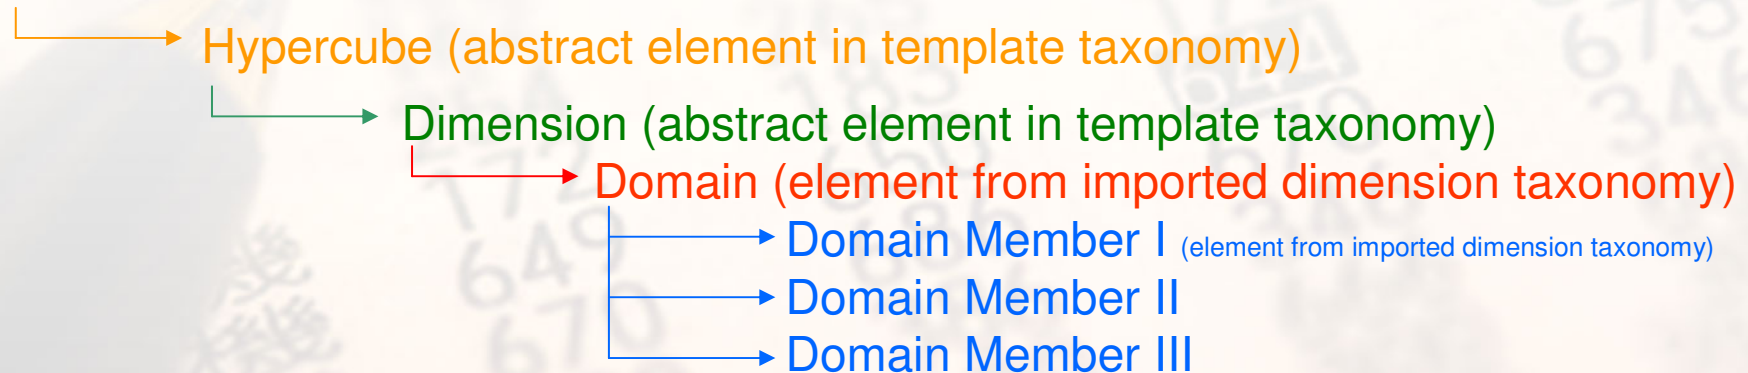 Hypercube (abstract element in template taxonomy)
Dimension (abstract element in template taxonomy)
Domain (element from imported dimension taxonomy)
Domain Member I (element from imported dimension taxonomy)
Domain Member II
Domain Member III